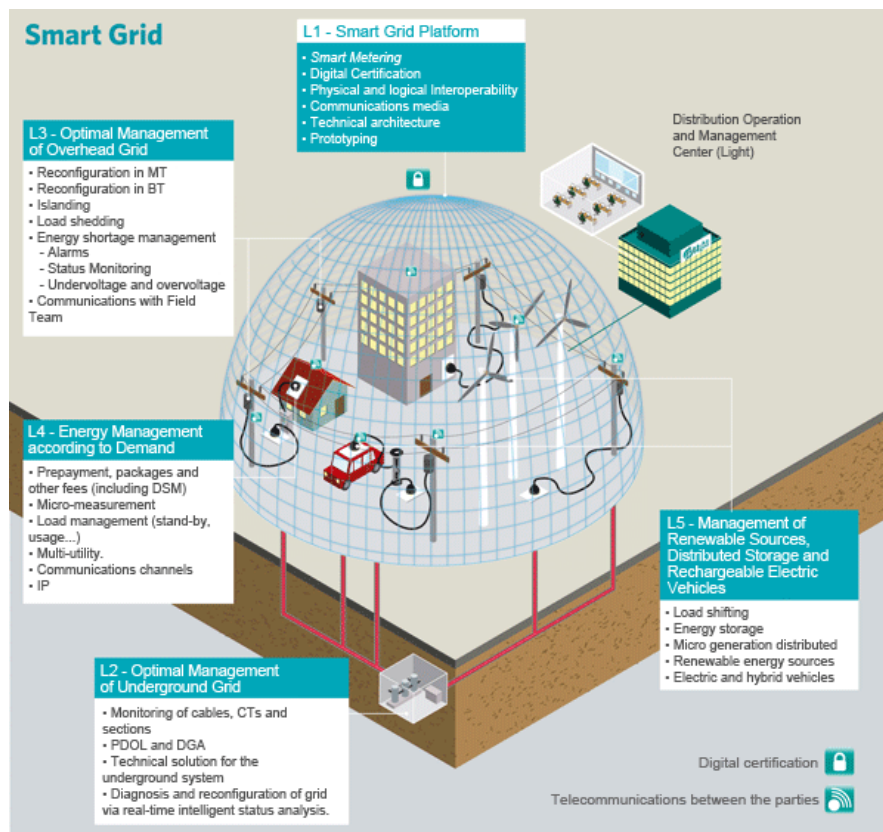 Smart Grid
L1 - Smart Grid Platform
• Smart Metering
• Digital Certification
• Physical and logical Interoperability
• Communications media
• Technical architecture
• Prototyping
Distribution Operation
and Management
Center (Light)
L3 - Optimal Management
of Overhead Grid
• Reconfiguration in MT
• Reconfiguration in BT
• Islanding
• Load shedding
• Energy shortage management
- Alarms
- Status Monitoring
- Undervoltage and overvoltage
• Communications with Field
Team
L4 - Energy Management
according to Demand
• Prepayment, packages and
other fees (including DSM)
• Micro-measurement
• Load management (stand-by,
usage...)
• Multi-utility.
• Communications channels
• IP
L5 - Management of
Renewable Sources,
Distributed Storage and
Rechargeable Electric
Vehicles
• Load shifting
• Energy storage
• Micro generation distributed
• Renewable energy sources
• Electric and hybrid vehicles
L2 - Optimal Management
of Underground Grid
• Monitoring of cables, CTs and
sections
• PDOL and DGA
• Technical solution for the
underground system
• Diagnosis and reconfiguration of grid
via real-time intelligent status analysis.
Digital certification
Telecommunications between the parties